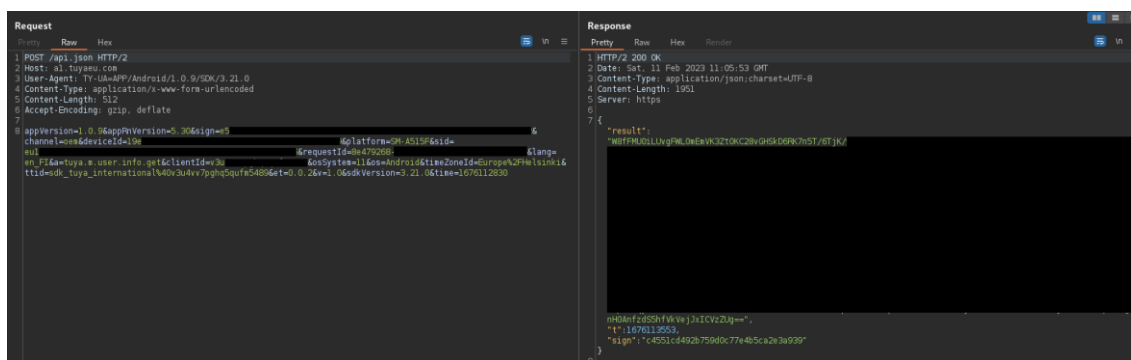 Request
Pretty Raw Hex
\n
1 POST /api.json HTTP/2
2 Host: a1.tuyaeu.com
3 User-Agent: TY-UA=APP/Android/1.0.9/SDK/3.21.0
4 Content-Type: application/x-www-form-urlencoded
5 Content-Length: 512
6 Accept-Encoding: gzip, deflate
7
8 appVersion=1.0.9&appRnVersion=5.30&sign=e5 &
channel=oem&deviceId=19e &platform=SM-A515F&sid=
eu1 &requestId=8e479268- &lang=
en_FI&a=tuya.m.user.info.get&clientId=v3u &osSystem=11&os=Android&timeZoneId=Europe%2FHelsinki&
ttid=sdk_tuya_international%40v3u4vv7pghq5qufm5489&et=0.0.2&v=1.0&sdkVersion=3.21.0&time=1676112830
Response
Pretty Raw Hex Render
\n
1 HTTP/2 200 OK
2 Date: Sat, 11 Feb 2023 11:05:53 GMT
3 Content-Type: application/json;charset=UTF-8
4 Content-Length: 1951
5 Server: https
6
7 {
"result":
"W8fFMUOiLUvgFWLOmEmVK3ZtOKC28vGHSkD6RK7n5T/6TjK/
nH0AnfzdS5hfVkVejJxICVzZUg==",
"t":1676113553,
"sign":"c4551cd492b759d0c77e4b5ca2e3a939"
}